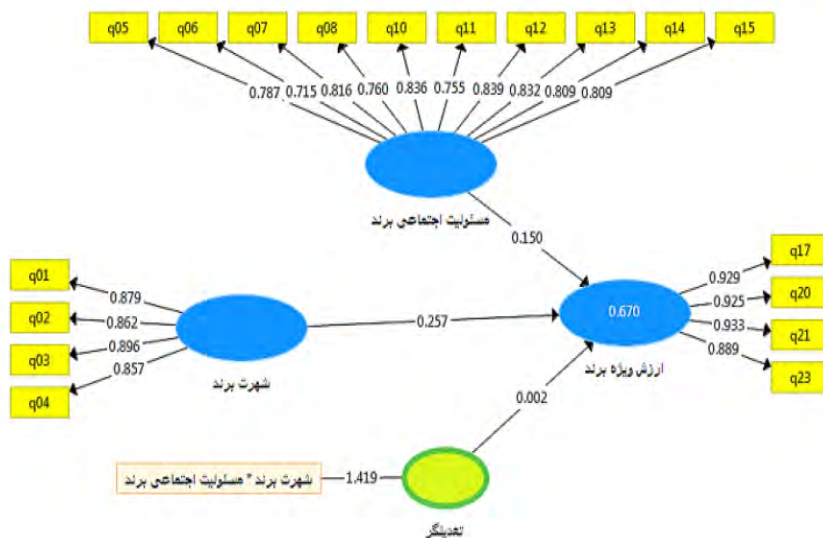 q05 q06 q07 q08 q10 q11 q12 q13 q14 q15
0.787 0.715 0.816 0.760 0.836 0.755 0.839 0.832 0.809 0.809
مسئولیت اجتماعی برند
0.150
q01
q02
q03
q04
0.879
0.862
0.896
0.857
شهرت برند
0.257
0.670
ارزش ویژه برند
0.929
0.925
0.933
0.889
q17
q20
q21
q23
0.002
شهرت برند * مسئولیت اجتماعی برند
1.419
تعدیلگر